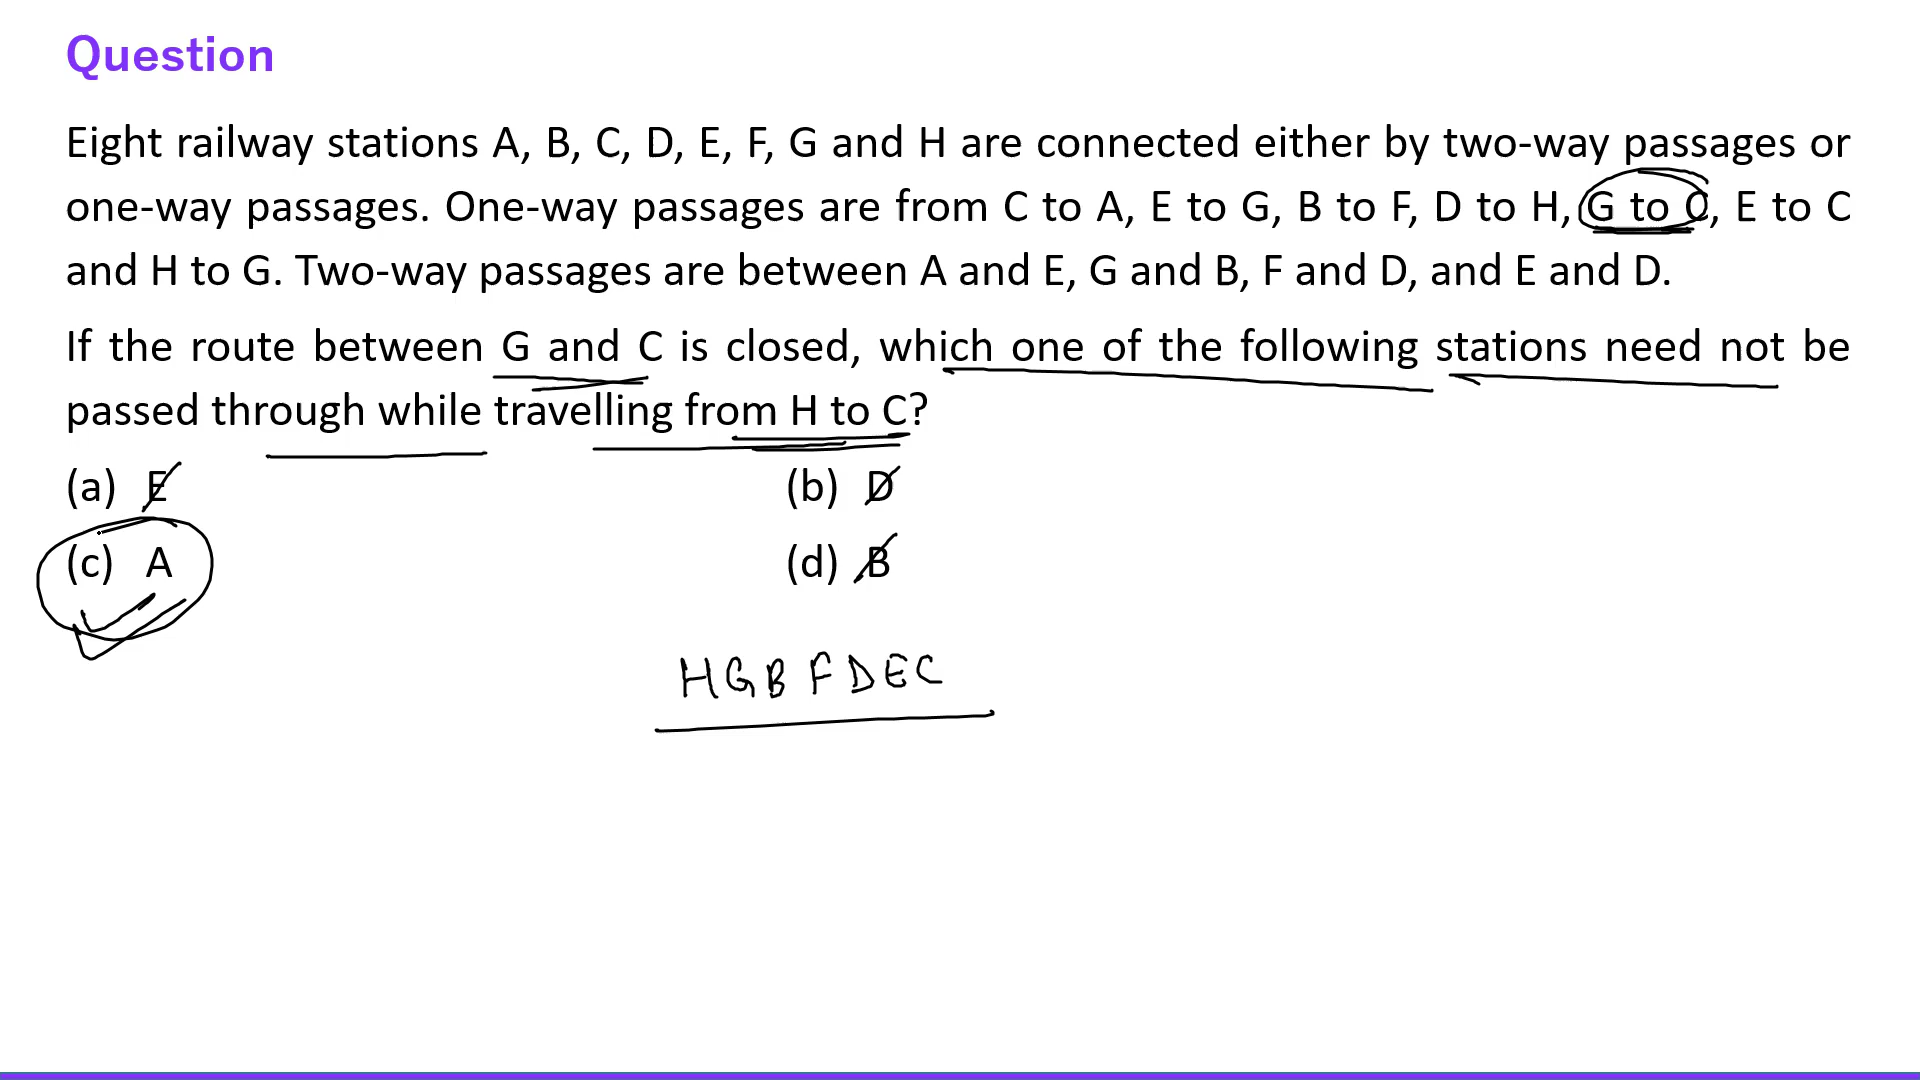 Question
Eight railway stations A, B, C, D, E, F, G and H are connected either by two-way passages or
one-way passages. One-way passages are from C to A, E to G, B to F, D to H, G to C, E to C
and H to G. Two-way passages are between A and E, G and B, F and D, and E and D.
If the route between G and C is closed, which one of the following stations need not be
passed through while travelling from H to C?
(a) E (b) D
(c) A (d) B
HGBFDEC